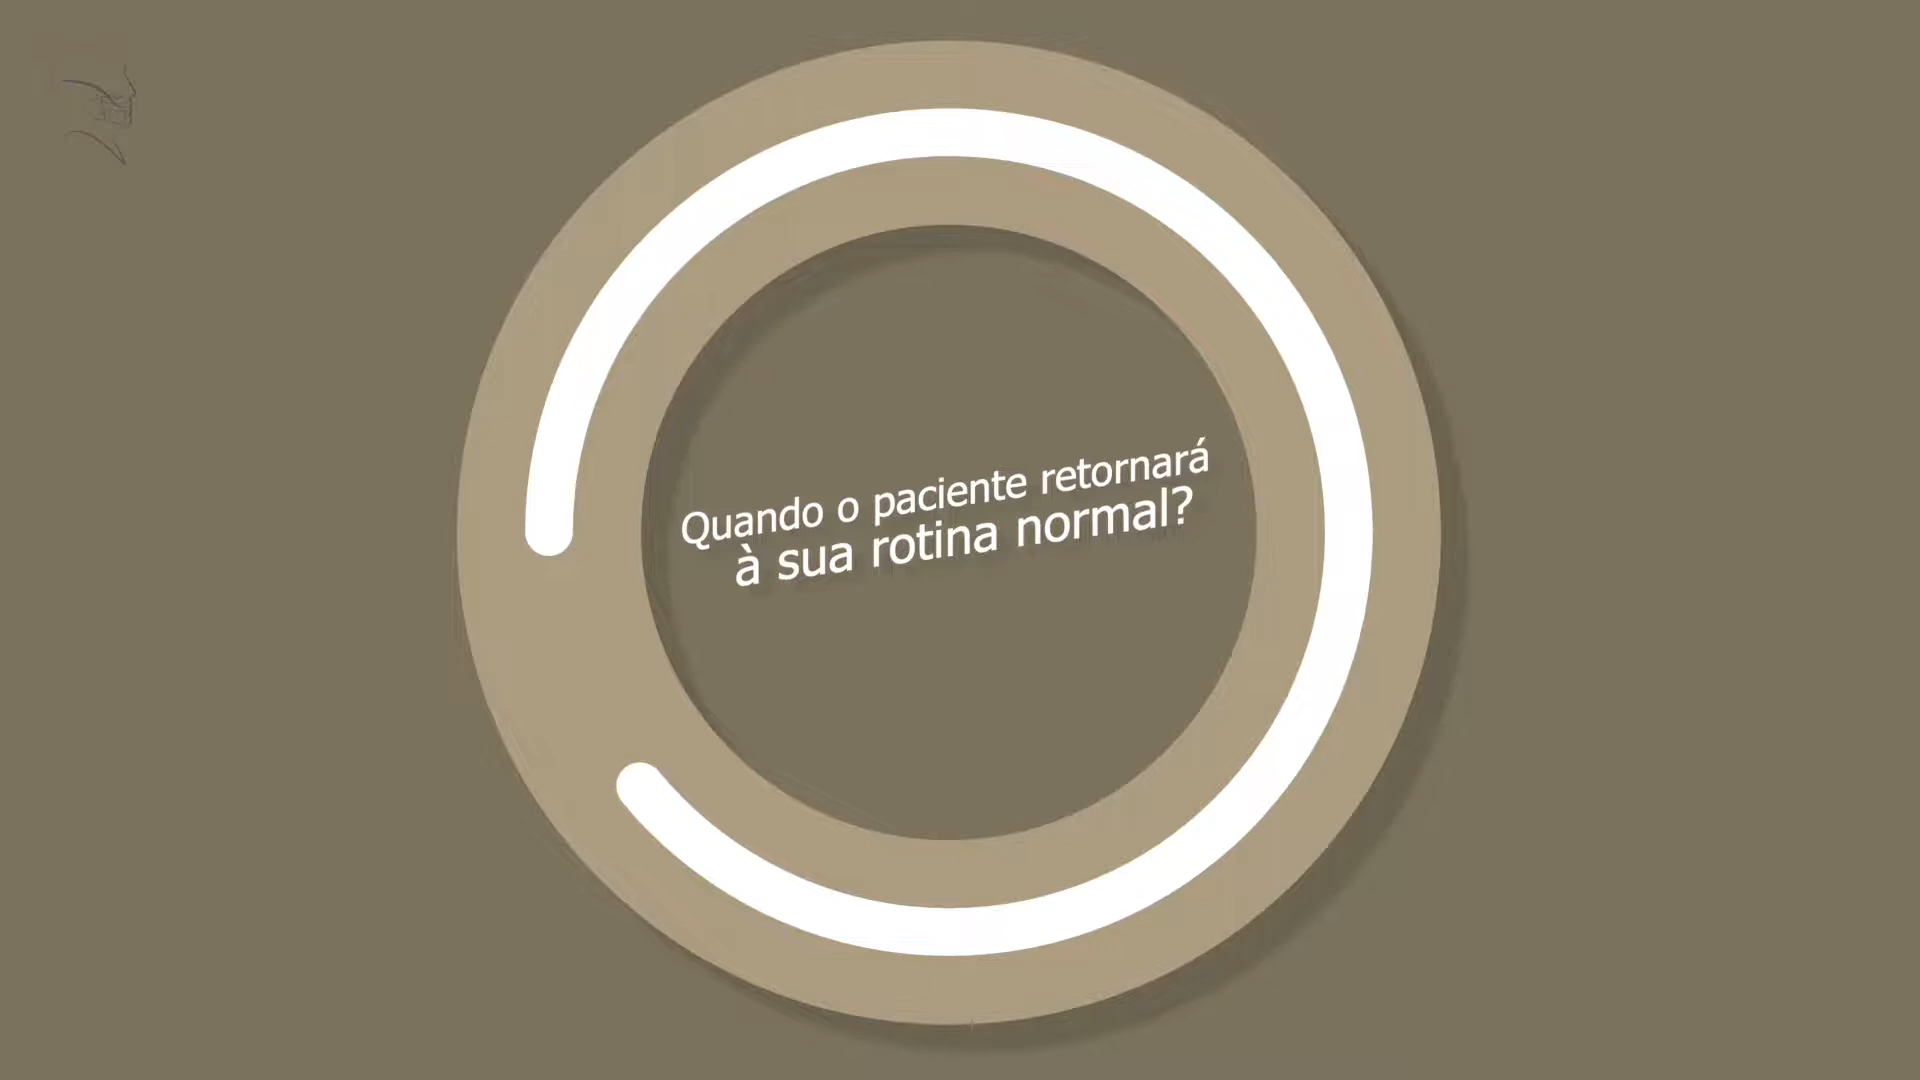 Quando o paciente retornará
à sua rotina normal?